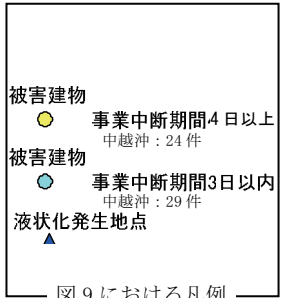 被害建物
事業中断期間4日以上
中越沖：24件
被害建物
事業中断期間3日以内
中越沖：29件
液状化発生地点
図9における凡例